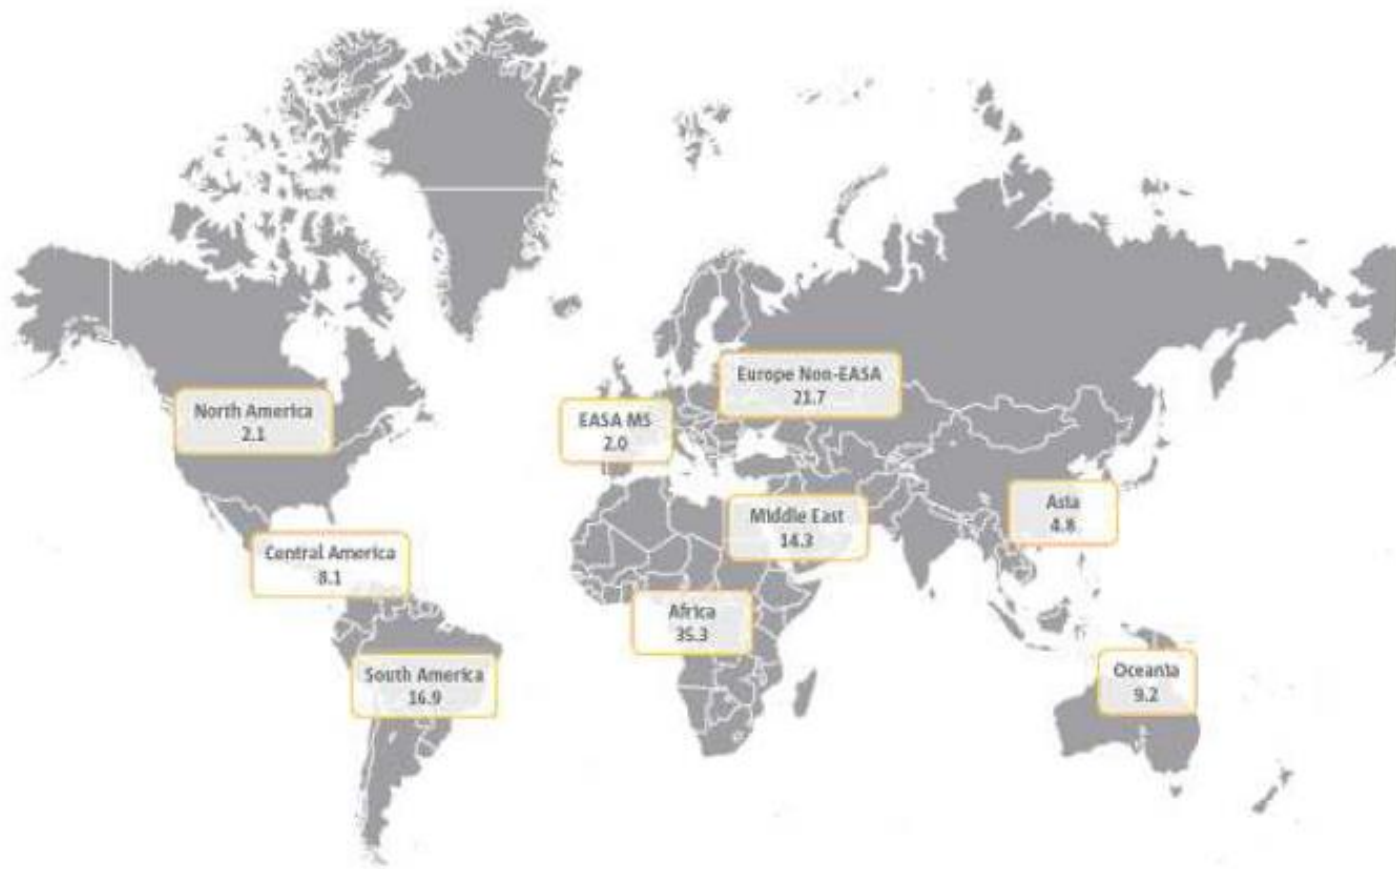 Europe Non-EASA
21.7
North America
2.1
EASA MS
2.0
Middle East
14.3
Asia
4.8
Central America
8.1
Africa
35.3
South America
16.9
Oceania
9.2